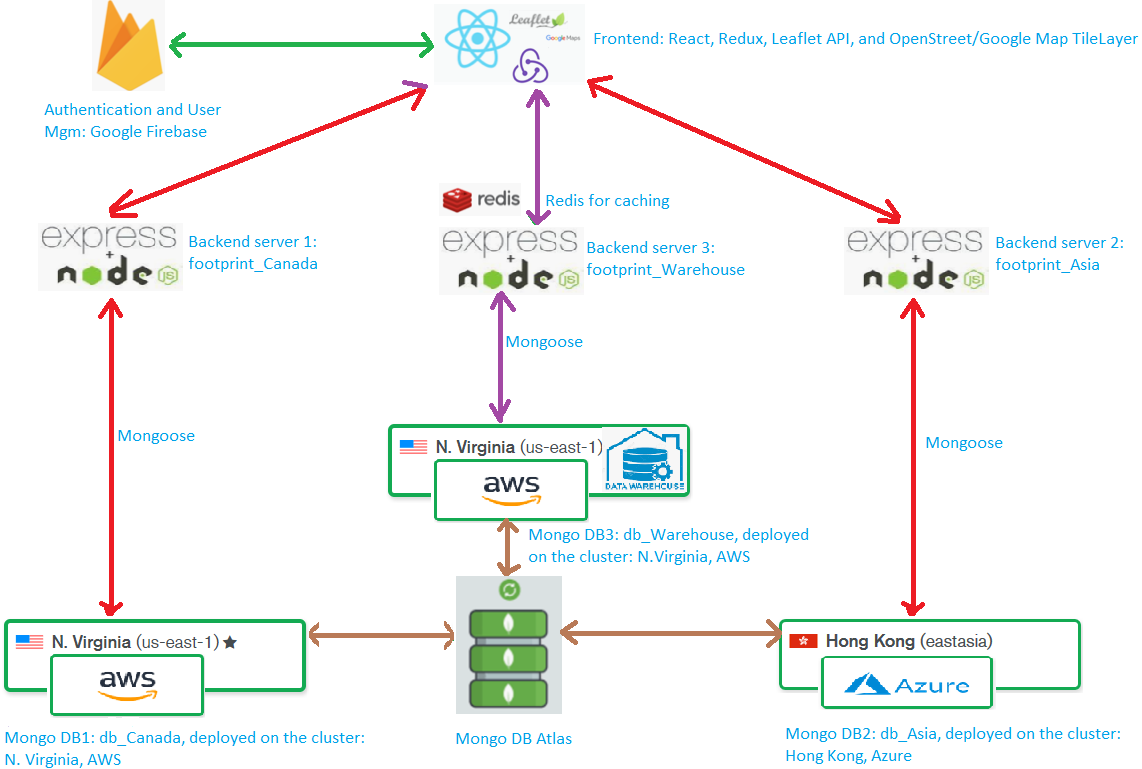 Leaflet
Google Maps
Frontend: React, Redux, Leaflet API, and OpenStreet/Google Map TileLayer
Authentication and User
Mgm: Google Firebase
redis
Redis for caching
express
+
node
JS
Backend server 1:
footprint_Canada
express
+
node
JS
Backend server 3:
footprint_Warehouse
express
+
node
JS
Backend server 2:
footprint_Asia
Mongoose
Mongoose
Mongoose
N. Virginia (us-east-1)
DATA WAREHOUSE
aws
Mongo DB3: db_Warehouse, deployed
on the cluster: N.Virginia, AWS
N. Virginia (us-east-1)
aws
Hong Kong (eastasia)
Azure
Mongo DB1: db_Canada, deployed on the cluster:
N. Virginia, AWS
Mongo DB Atlas
Mongo DB2: db_Asia, deployed on the cluster:
Hong Kong, Azure